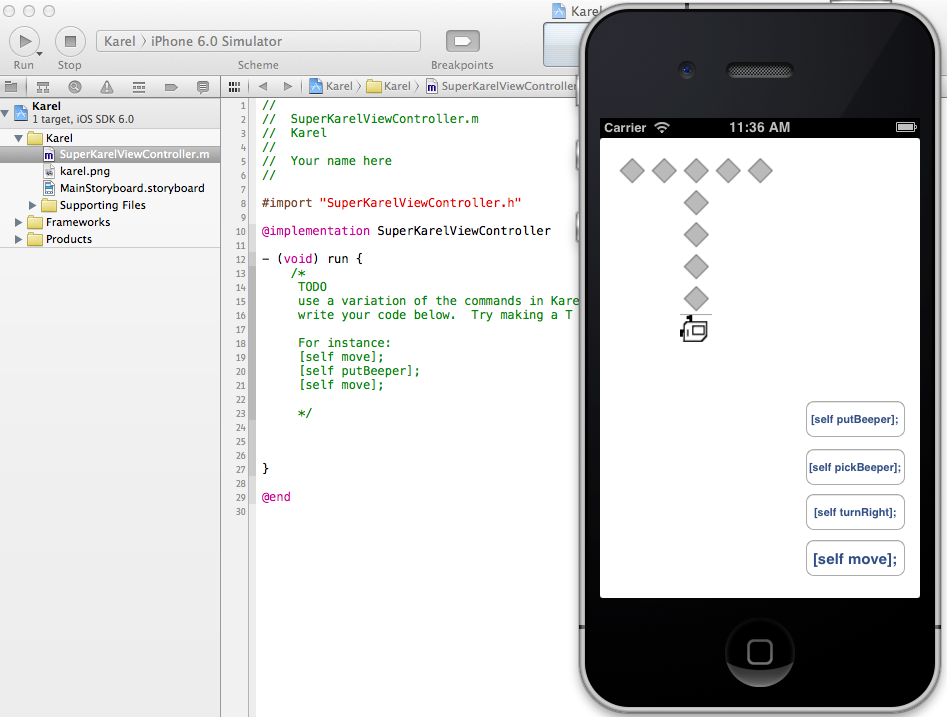 Karel
Karel 〉 iPhone 6.0 Simulator
Run
Stop
Scheme
Breakpoints
Karel
1 target, iOS SDK 6.0
Karel
SuperKarelViewController.m
karel.png
MainStoryboard.storyboard
Supporting Files
Frameworks
Products
Karel 〉 Karel 〉 SuperKarelViewController
1 //
2 // SuperKarelViewController.m
3 // Karel
4 //
5 // Your name here
6 //
7
8 #import "SuperKarelViewController.h"
9
10 @implementation SuperKarelViewController
11
12 - (void) run {
13 /*
14 TODO
15 use a variation of the commands in Kare
16 write your code below. Try making a T
17
18 For instance:
19 [self move];
20 [self putBeeper];
21 [self move];
22
23 */
24
25
26
27 }
28
29 @end
30
Carrier 11:36 AM
[self putBeeper];
[self pickBeeper];
[self turnRight];
[self move];